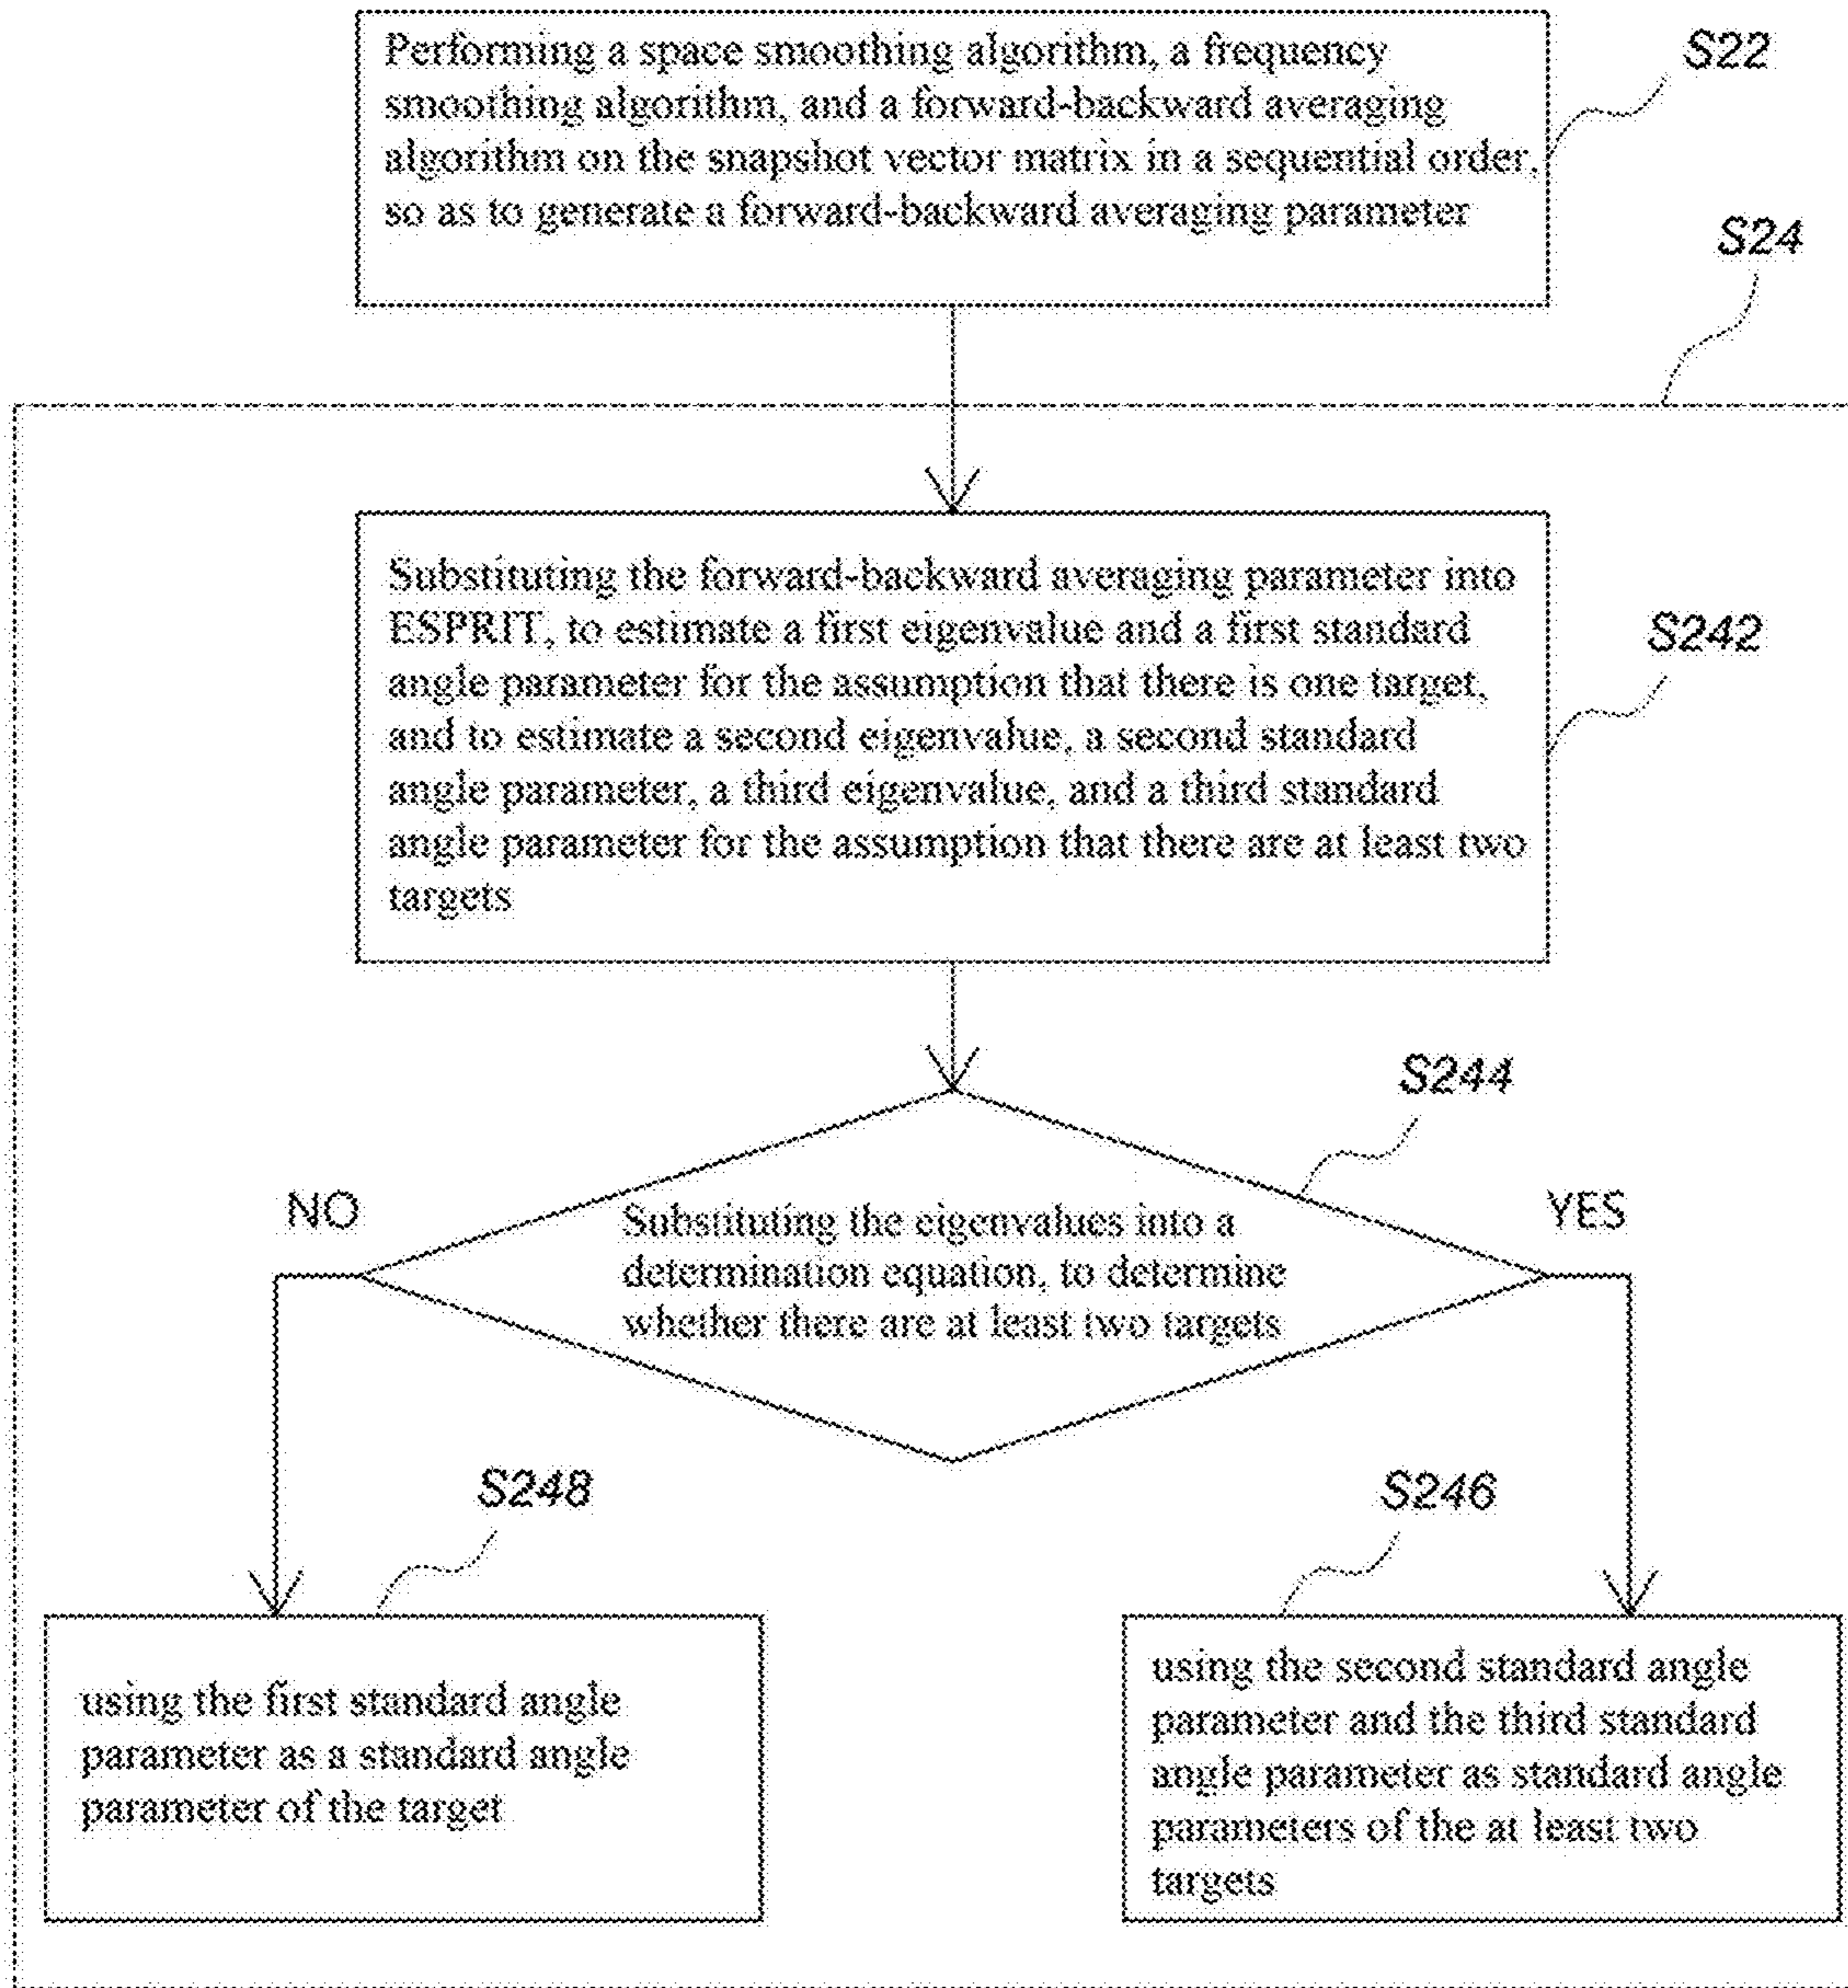 Performing a space smoothing algorithm, a frequency
smoothing algorithm, and a forward-backward averaging
algorithm on the snapshot vector matrix in a sequential order,
so as to generate a forward-backward averaging parameter
S22
S24
Substituting the forward-backward averaging parameter into
ESPRIT, to estimate a first eigenvalue and a first standard
angle parameter for the assumption that there is one target,
and to estimate a second eigenvalue, a second standard
angle parameter, a third eigenvalue, and a third standard
angle parameter for the assumption that there are at least two
targets
S242
S244
NO
YES
Substituting the eigenvalues into a
determination equation, to determine
whether there are at least two targets
S248
S246
using the first standard angle
parameter as a standard angle
parameter of the target
using the second standard angle
parameter and the third standard
angle parameter as standard angle
parameters of the at least two
targets